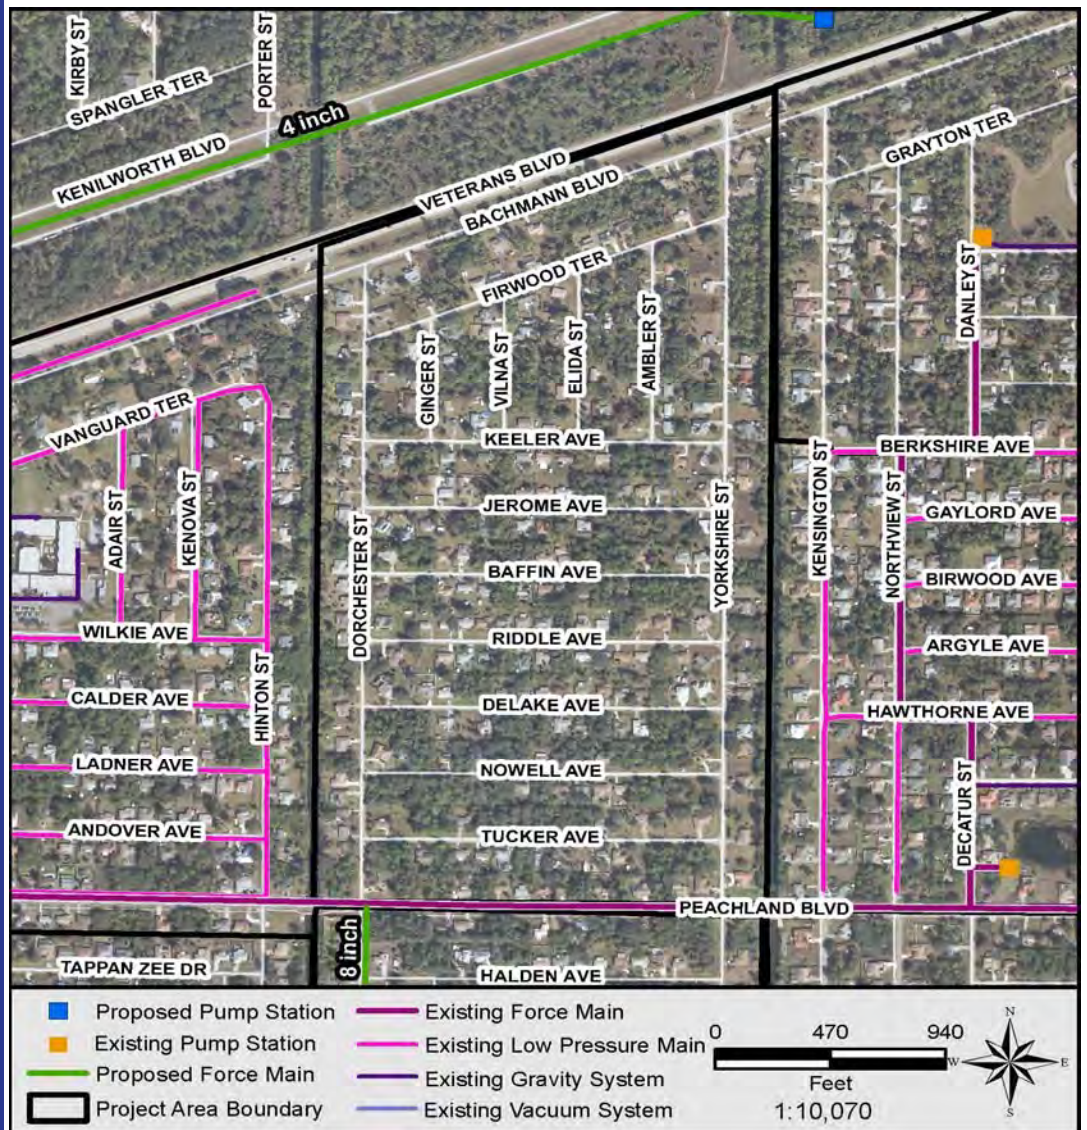 KIRBY ST
PORTER ST
SPANGLER TER
4 inch
KENILWORTH BLVD
VETERANS BLVD
BACHMANN BLVD
GRAYTON TER
FIRWOOD TER
DANLEY ST
GINGER ST
VILNA ST
ELIDA ST
AMBLER ST
VANGUARD TER
KEELER AVE
BERKSHIRE AVE
ADAIR ST
KENOVA ST
DORCHESTER ST
JEROME AVE
YORKSHIRE ST
KENSINGTON ST
NORTHVIEW ST
GAYLORD AVE
BAFFIN AVE
BIRWOOD AVE
WILKIE AVE
RIDDLE AVE
ARGYLE AVE
HINTON ST
CALDER AVE
DELAKE AVE
HAWTHORNE AVE
LADNER AVE
NOWELL AVE
DECATUR ST
ANDOVER AVE
TUCKER AVE
PEACHLAND BLVD
8 inch
TAPPAN ZEE DR
HALDEN AVE
Proposed Pump Station
Existing Pump Station
Proposed Force Main
Project Area Boundary
Existing Force Main
Existing Low Pressure Main
Existing Gravity System
Existing Vacuum System
0 470 940
Feet
1:10,070
N
W E
S